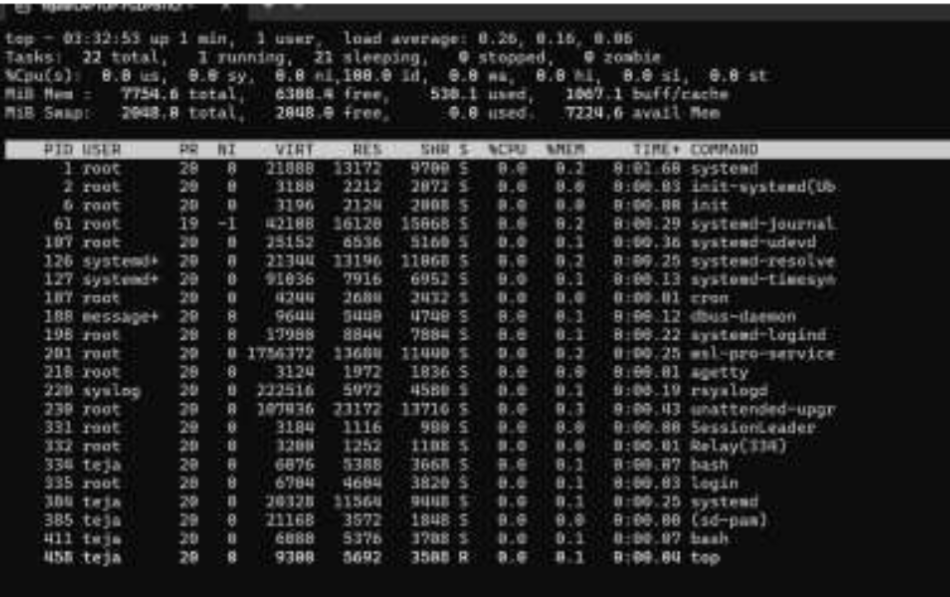 top - 03:32:53 up 1 min, 1 user, load average: 0.26, 0.16, 0.06
Tasks: 22 total, 1 running, 21 sleeping, 0 stopped, 0 zombie
%Cpu(s): 0.0 us, 0.0 sy, 0.0 ni,100.0 id, 0.0 wa, 0.0 hi, 0.0 si, 0.0 st
MiB Mem : 7754.6 total, 6308.4 free, 530.1 used, 1067.1 buff/cache
MiB Swap: 2048.0 total, 2048.0 free, 0.0 used. 7224.6 avail Mem
PID USER PR NI VIRT RES SHR S %CPU %MEM TIME+ COMMAND
1 root 20 0 21888 13172 9700 S 0.0 0.2 0:01.60 systemd
2 root 20 0 3180 2212 2072 S 0.0 0.0 0:00.03 init-systemd(Ub
6 root 20 0 3196 2124 2008 S 0.0 0.0 0:00.00 init
61 root 19 -1 42188 16120 15068 S 0.0 0.2 0:00.29 systemd-journal
107 root 20 0 25152 6536 5160 S 0.0 0.1 0:00.36 systemd-udevd
126 systemd+ 20 0 21344 13196 11060 S 0.0 0.2 0:00.25 systemd-resolve
127 systemd+ 20 0 91036 7916 6952 S 0.0 0.1 0:00.13 systemd-timesyn
187 root 20 0 4244 2684 2432 S 0.0 0.0 0:00.01 cron
188 message+ 20 0 9644 5440 4740 S 0.0 0.1 0:00.12 dbus-daemon
198 root 20 0 17988 8844 7884 S 0.0 0.1 0:00.22 systemd-logind
201 root 20 0 1756372 13684 11440 S 0.0 0.2 0:00.25 wsl-pro-service
218 root 20 0 3124 1972 1836 S 0.0 0.0 0:00.01 agetty
220 syslog 20 0 222516 5972 4580 S 0.0 0.1 0:00.19 rsyslogd
230 root 20 0 107036 23172 13716 S 0.0 0.3 0:00.43 unattended-upgr
331 root 20 0 3184 1116 980 S 0.0 0.0 0:00.00 SessionLeader
332 root 20 0 3200 1252 1108 S 0.0 0.0 0:00.01 Relay(334)
334 teja 20 0 6076 5388 3668 S 0.0 0.1 0:00.07 bash
335 root 20 0 6704 4604 3820 S 0.0 0.1 0:00.03 login
384 teja 20 0 20328 11564 9448 S 0.0 0.1 0:00.25 systemd
385 teja 20 0 21168 3572 1848 S 0.0 0.0 0:00.00 (sd-pam)
411 teja 20 0 6080 5376 3708 S 0.0 0.1 0:00.07 bash
458 teja 20 0 9308 5692 3508 R 0.0 0.1 0:00.04 top